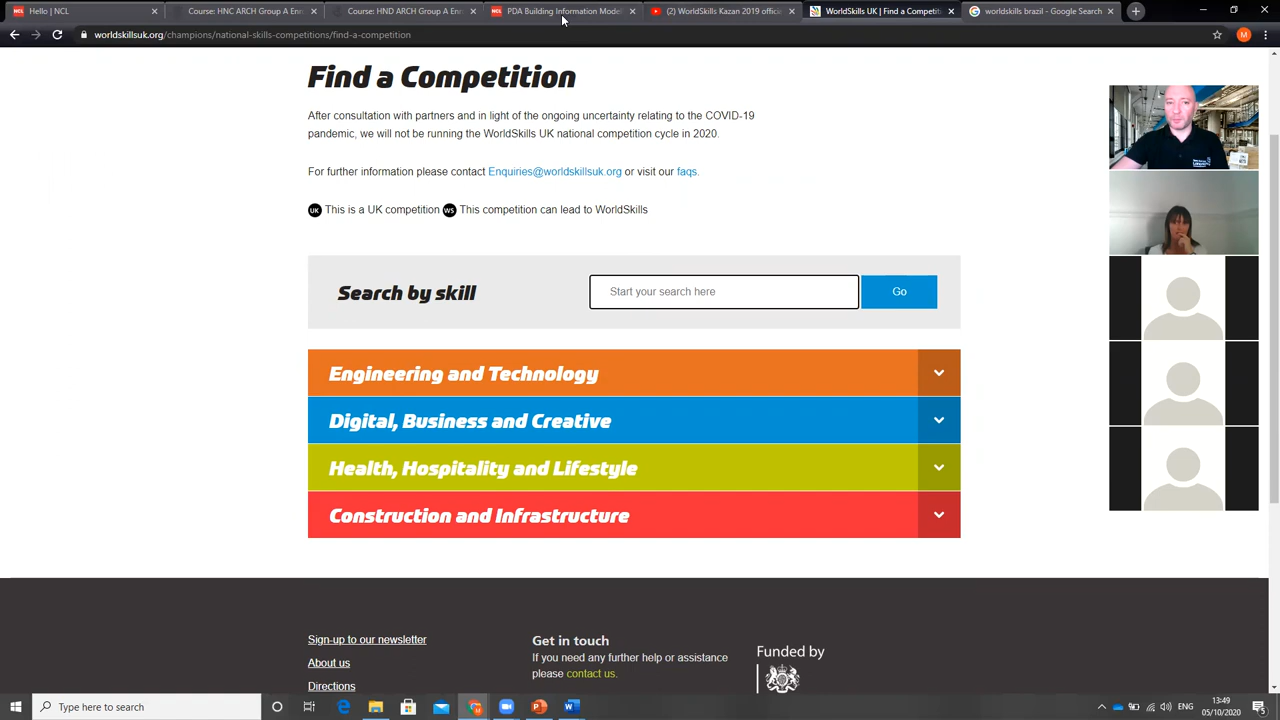 NCL Hello | NCL
Course: HNC ARCH Group A Enr
Course: HND ARCH Group A Enr
NCL PDA Building Information Model
(2) WorldSkills Kazan 2019 offici
WorldSkills UK | Find a Competit
worldskills brazil - Google Search
worldskillsuk.org/champions/national-skills-competitions/find-a-competition
M
Find a Competition
After consultation with partners and in light of the ongoing uncertainty relating to the COVID-19
pandemic, we will not be running the WorldSkills UK national competition cycle in 2020.
For further information please contact Enquiries@worldskillsuk.org or visit our faqs.
UK This is a UK competition WS This competition can lead to WorldSkills
Search by skill
Start your search here
Go
Engineering and Technology
Digital, Business and Creative
Health, Hospitality and Lifestyle
Construction and Infrastructure
Sign-up to our newsletter
About us
Directions
Get in touch
If you need any further help or assistance
please contact us.
Funded by
Type here to search
ENG
13:49
05/10/2020
5